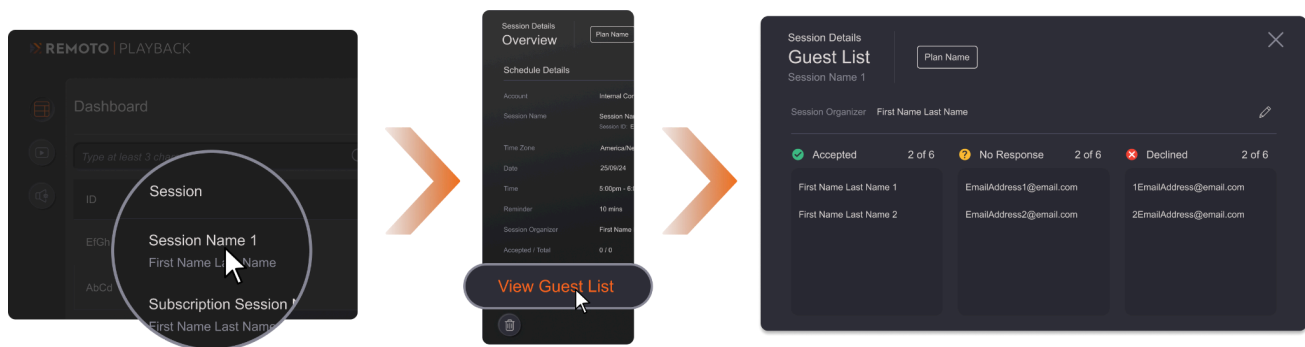 REMOTO | PLAYBACK
Dashboard
Type at least 3 cha
ID
EfGh
AbCd
Session
Session Name 1
First Name Last Name
Subscription Session
First Name Last Name
Session Details
Overview
Plan Name
Schedule Details
Account Internal Cor
Session Name Session Na
Session ID: E
Time Zone America/Ne
Date 25/09/24
Time 5:00pm - 6:
Reminder 10 mins
Session Organizer First Name
Accepted / Total 0 / 0
View Guest List
Session Details
Guest List
Plan Name
Session Name 1
Session Organizer First Name Last Name
Accepted 2 of 6
First Name Last Name 1
First Name Last Name 2
No Response 2 of 6
EmailAddress1@email.com
EmailAddress2@email.com
Declined 2 of 6
1EmailAddress@email.com
2EmailAddress@email.com